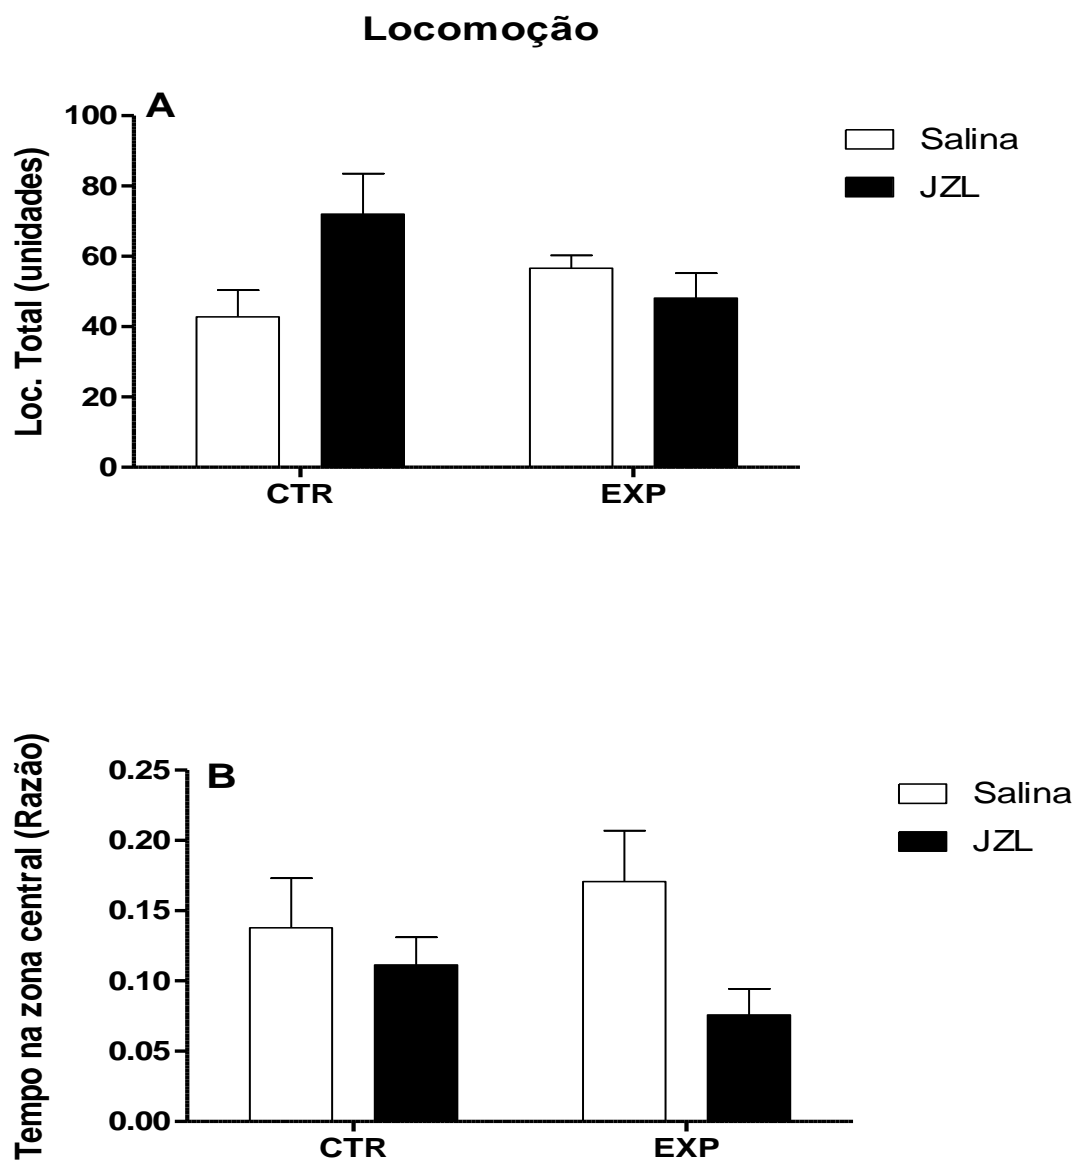 Locomoção
A
Loc. Total (unidades)
100
80
60
40
20
0
CTR
EXP
Salina
JZL
B
Tempo na zona central (Razão)
0.25
0.20
0.15
0.10
0.05
0.00
CTR
EXP
Salina
JZL